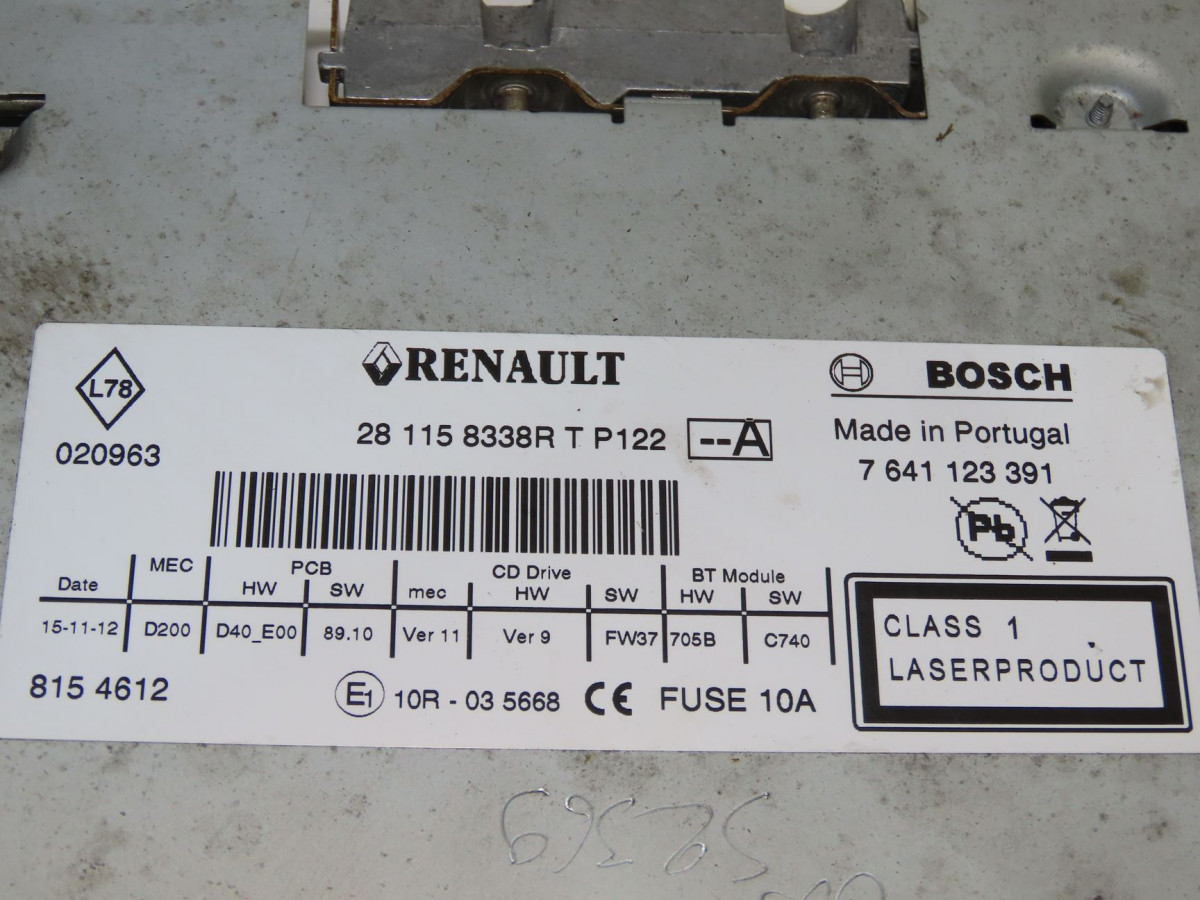 L78
020963
RENAULT
28 115 8338R T P122 --A
BOSCH
Made in Portugal
7 641 123 391
Pb
Date MEC PCB HW SW CD Drive mec HW SW BT Module HW SW
15-11-12 D200 D40_E00 89.10 Ver 11 Ver 9 FW37 705B C740
815 4612
E1 10R - 03 5668 CE FUSE 10A
CLASS 1
LASERPRODUCT